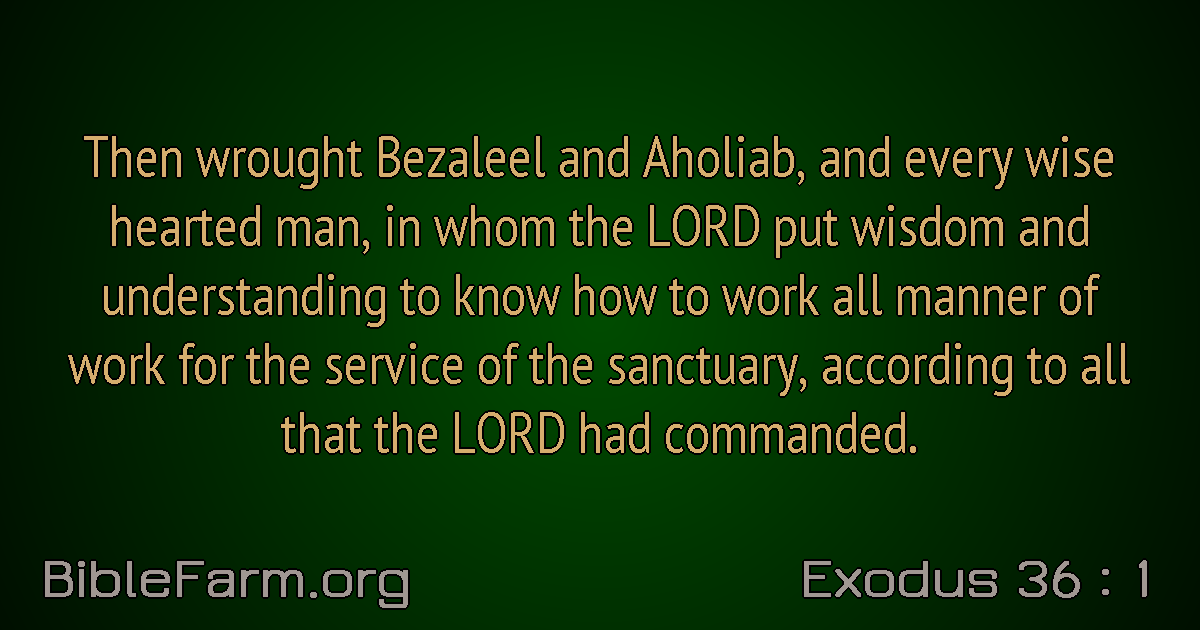 Then wrought Bezaleel and Aholiab, and every wise
hearted man, in whom the LORD put wisdom and
understanding to know how to work all manner of
work for the service of the sanctuary, according to all
that the LORD had commanded.
BibleFarm.org
Exodus 36 : 1